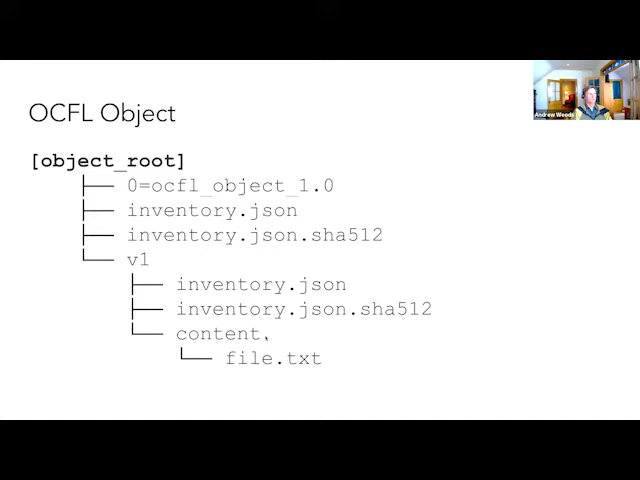 Andrew Woods
OCFL Object
[object_root]
├── 0=ocfl_object_1.0
├── inventory.json
├── inventory.json.sha512
└── v1
├── inventory.json
├── inventory.json.sha512
└── content
└── file.txt